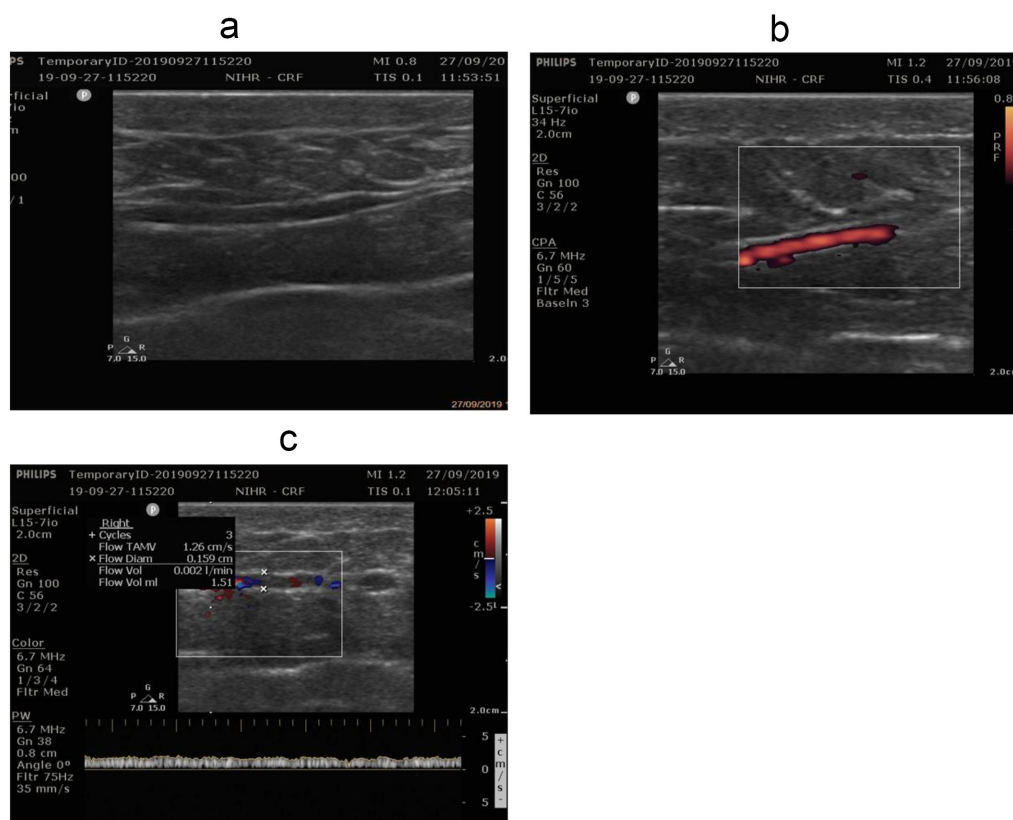 a
PS TemporaryID-20190927115220 MI 0.8 27/09/20
19-09-27-115220 NIHR - CRF TIS 0.1 11:53:51
rficial
7io
P
m
00
/1
G
P R
7.0 15.0
2.0
27/09/2019 1
b
PHILIPS TemporaryID-20190927115220 MI 1.2 27/09/2019
19-09-27-115220 NIHR - CRF TIS 0.4 11:56:08
Superficial
L15-7io
34 Hz
2.0cm
P
0.8
P
R
F
2D
Res
Gn 100
C 56
3/2/2
CPA
6.7 MHz
Gn 60
1/5/5
Fltr Med
Baseln 3
G
P R
7.0 15.0
2.0cm
c
PHILIPS TemporaryID-20190927115220 MI 1.2 27/09/2019
19-09-27-115220 NIHR - CRF TIS 0.1 12:05:11
Superficial
L15-7io
2.0cm
P
Right
+ Cycles 3
Flow TAMV 1.26 cm/s
× Flow Diam 0.159 cm
Flow Vol 0.002 l/min
Flow Vol ml 1.51
+2.5
c
m
/
s
-2.5
2D
Res
Gn 100
C 56
3/2/2
Color
6.7 MHz
Gn 64
1/3/4
Fltr Med
G
P R
7.0 15.0
2.0cm
PW
6.7 MHz
Gn 38
0.8 cm
Angle 0°
Fltr 75Hz
35 mm/s
5
0
5
+
c
m
/
s
-